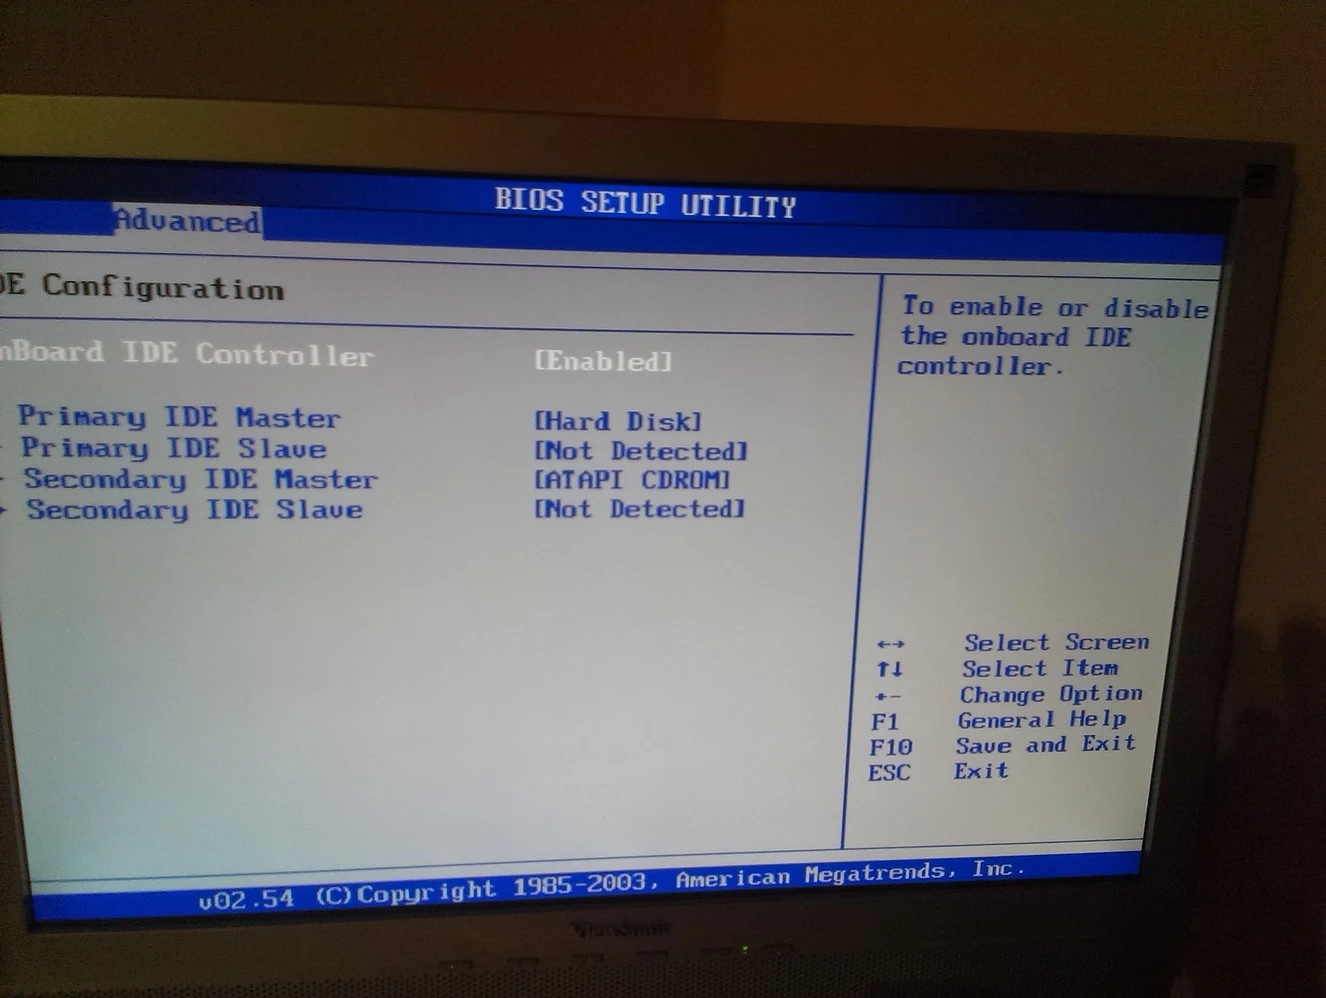 BIOS SETUP UTILITY
Advanced
DE Configuration
nBoard IDE Controller [Enabled]
Primary IDE Master [Hard Disk]
Primary IDE Slave [Not Detected]
Secondary IDE Master [ATAPI CDROM]
Secondary IDE Slave [Not Detected]
To enable or disable
the onboard IDE
controller.
←→ Select Screen
↑↓ Select Item
+- Change Option
F1 General Help
F10 Save and Exit
ESC Exit
v02.54 (C)Copyright 1985-2003, American Megatrends, Inc.
ViewSonic